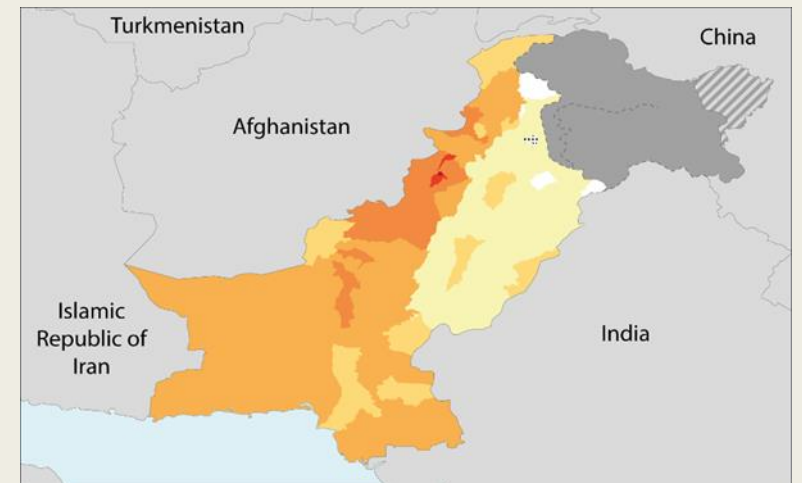 Turkmenistan
China
Afghanistan
Islamic
Republic of
Iran
India